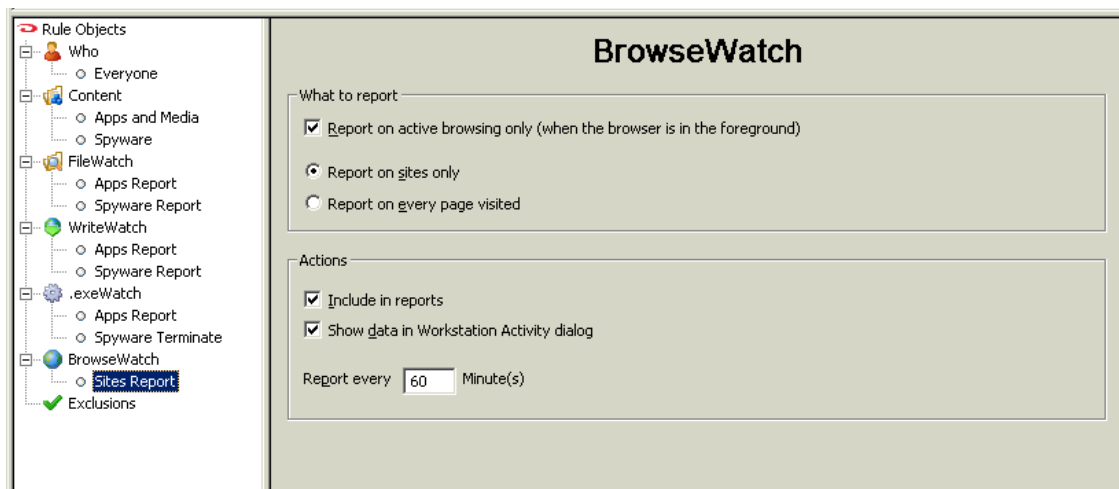 Rule Objects
Who
Everyone
Content
Apps and Media
Spyware
FileWatch
Apps Report
Spyware Report
WriteWatch
Apps Report
Spyware Report
.exeWatch
Apps Report
Spyware Terminate
BrowseWatch
Sites Report
Exclusions
BrowseWatch
What to report
Report on active browsing only (when the browser is in the foreground)
Report on sites only
Report on every page visited
Actions
Include in reports
Show data in Workstation Activity dialog
Report every 60 Minute(s)